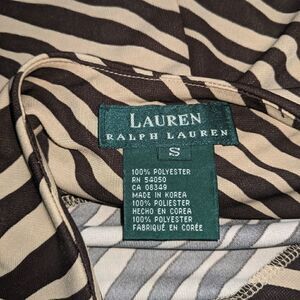 LAUREN
RALPH LAUREN
S
100% POLYESTER
RN 54050
CA 08349
MADE IN KOREA
100% POLIESTER
HECHO EN COREA
100% POLYESTER
FABRIQUÉ EN CORÉE